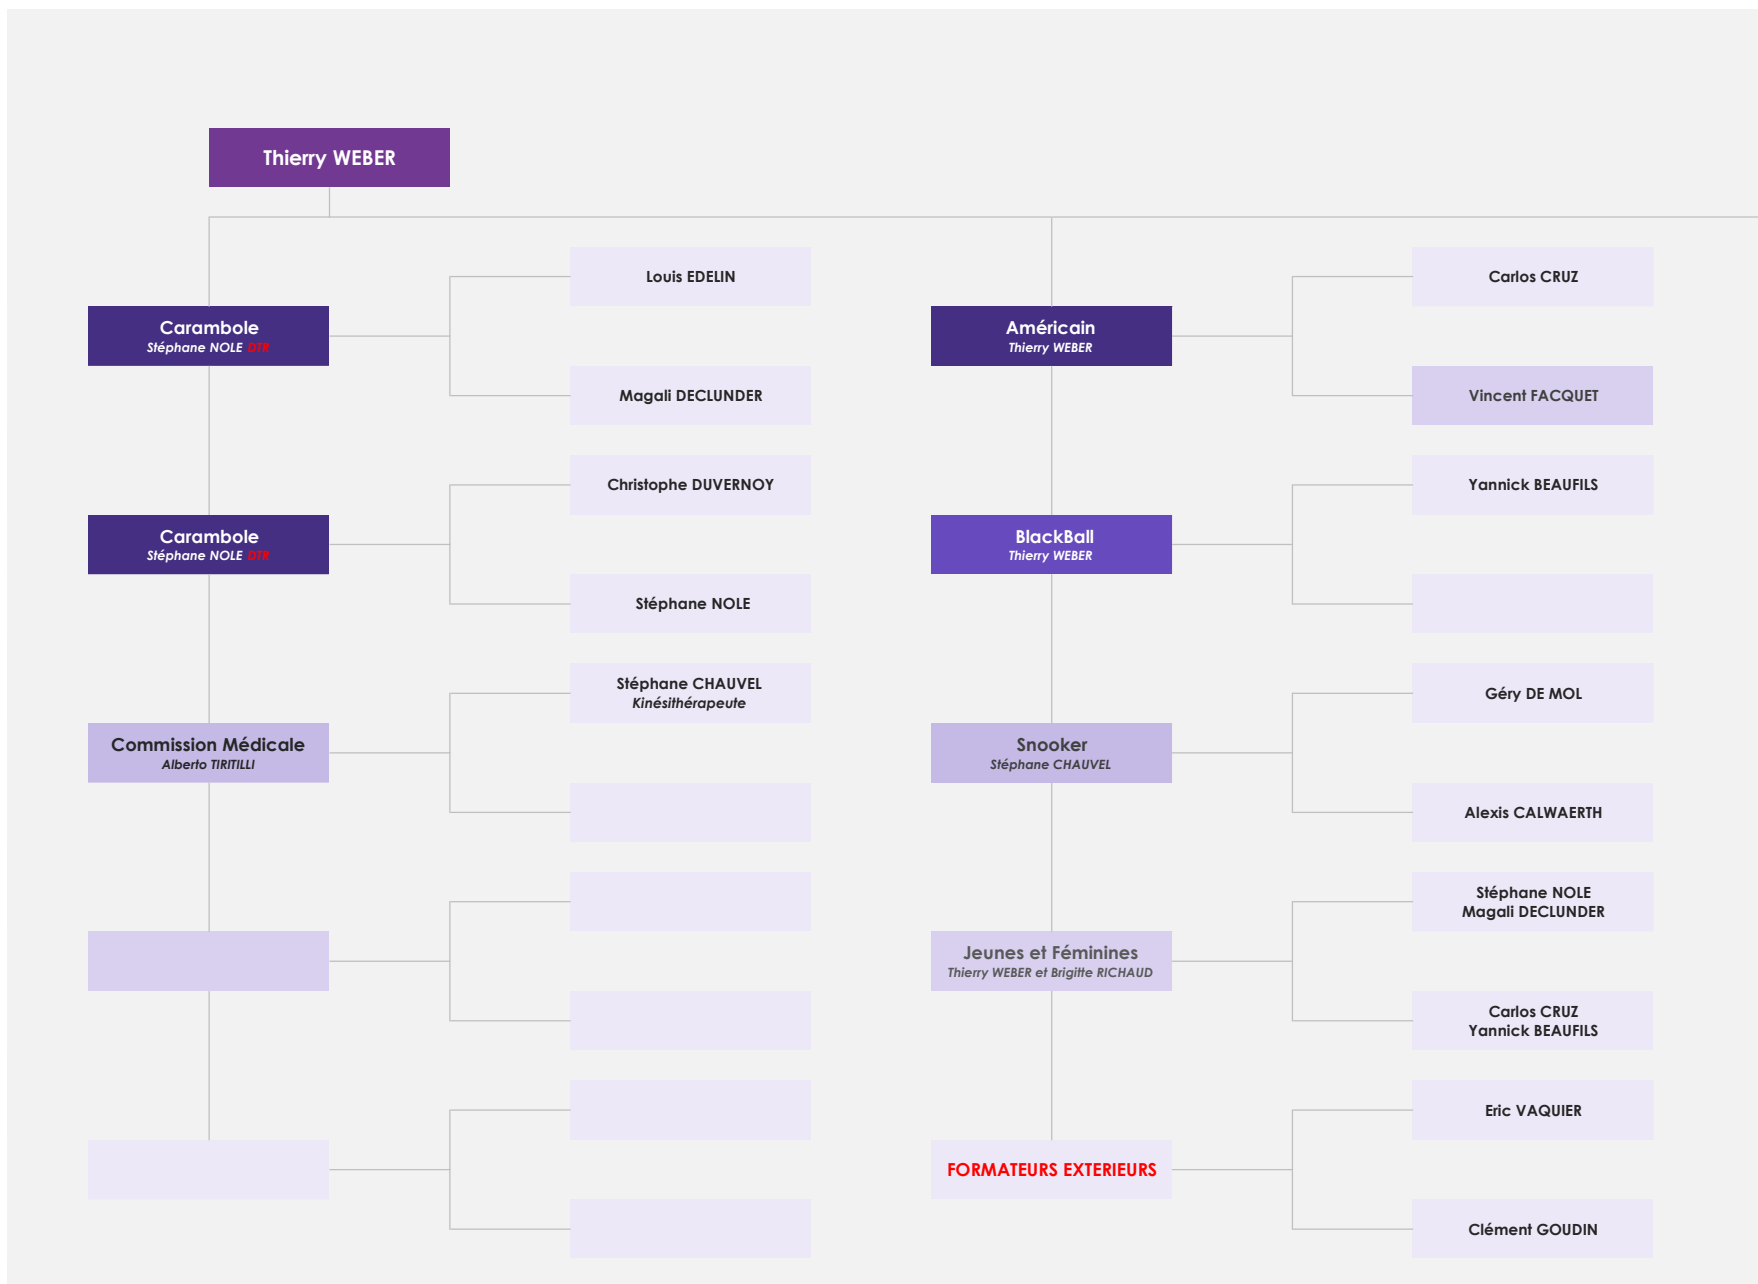 Thierry WEBER
Carambole
Stéphane NOLE DTR
Louis EDELIN
Magali DECLUNDER
Carambole
Stéphane NOLE DTR
Christophe DUVERNOY
Stéphane NOLE
Commission Médicale
Alberto TIRITILLI
Stéphane CHAUVEL
Kinésithérapeute
Américain
Thierry WEBER
Carlos CRUZ
Vincent FACQUET
BlackBall
Thierry WEBER
Yannick BEAUFILS
Snooker
Stéphane CHAUVEL
Géry DE MOL
Alexis CALWAERTH
Jeunes et Féminines
Thierry WEBER et Brigitte RICHAUD
Stéphane NOLE
Magali DECLUNDER
Carlos CRUZ
Yannick BEAUFILS
FORMATEURS EXTERIEURS
Eric VAQUIER
Clément GOUDIN